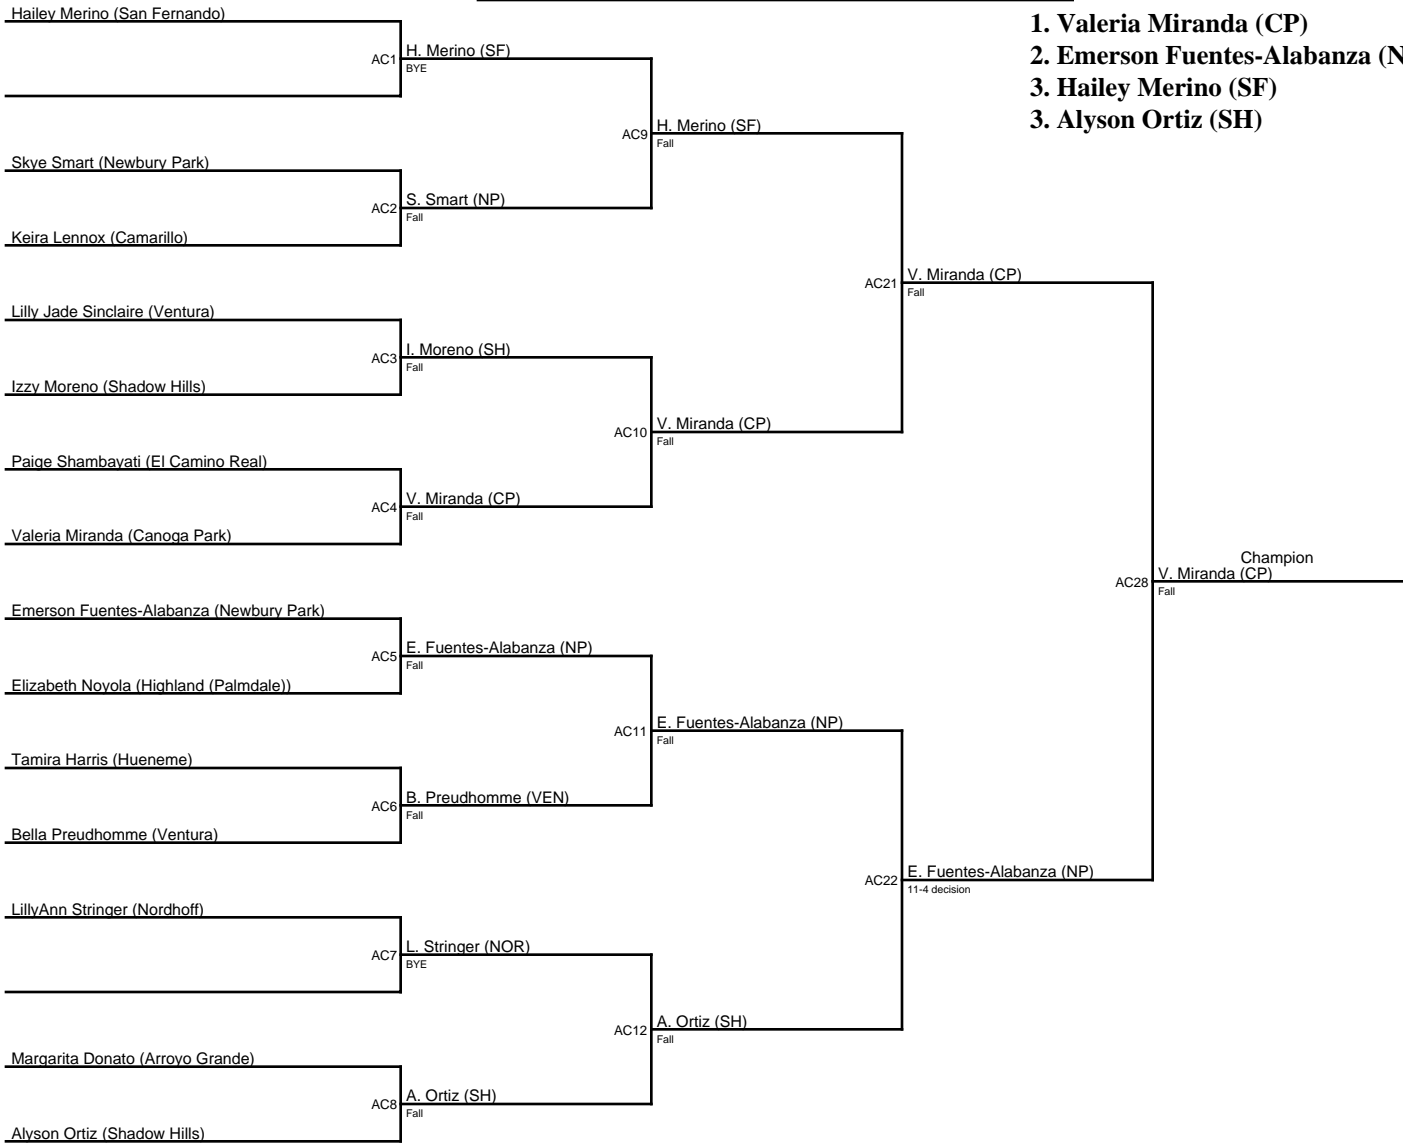 Hailey Merino (San Fernando)
1. Valeria Miranda (CP)
2. Emerson Fuentes-Alabanza (N
3. Hailey Merino (SF)
3. Alyson Ortiz (SH)
AC1
H. Merino (SF)
BYE
AC9
H. Merino (SF)
Fall
Skye Smart (Newbury Park)
AC2
S. Smart (NP)
Fall
Keira Lennox (Camarillo)
AC21
V. Miranda (CP)
Fall
Lilly Jade Sinclaire (Ventura)
AC3
I. Moreno (SH)
Fall
Izzy Moreno (Shadow Hills)
AC10
V. Miranda (CP)
Fall
Paige Shambayati (El Camino Real)
AC4
V. Miranda (CP)
Fall
Valeria Miranda (Canoga Park)
Champion
AC28
V. Miranda (CP)
Fall
Emerson Fuentes-Alabanza (Newbury Park)
AC5
E. Fuentes-Alabanza (NP)
Fall
Elizabeth Noyola (Highland (Palmdale))
AC11
E. Fuentes-Alabanza (NP)
Fall
Tamira Harris (Hueneme)
AC6
B. Preudhomme (VEN)
Fall
Bella Preudhomme (Ventura)
AC22
E. Fuentes-Alabanza (NP)
11-4 decision
LillyAnn Stringer (Nordhoff)
AC7
L. Stringer (NOR)
BYE
AC12
A. Ortiz (SH)
Fall
Margarita Donato (Arroyo Grande)
AC8
A. Ortiz (SH)
Fall
Alyson Ortiz (Shadow Hills)